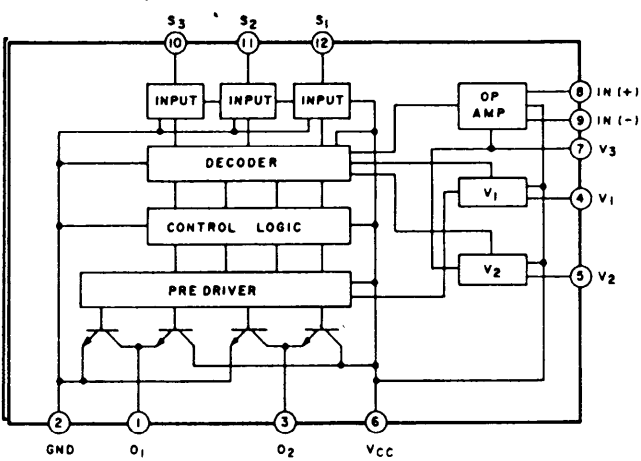 S3 S2 S1
10 11 12
INPUT INPUT INPUT
OP AMP
8 IN (+)
9 IN (-)
7 V3
DECODER
V1
4 V1
CONTROL LOGIC
V2
5 V2
PRE DRIVER
2 1 3 6
GND O1 O2 VCC